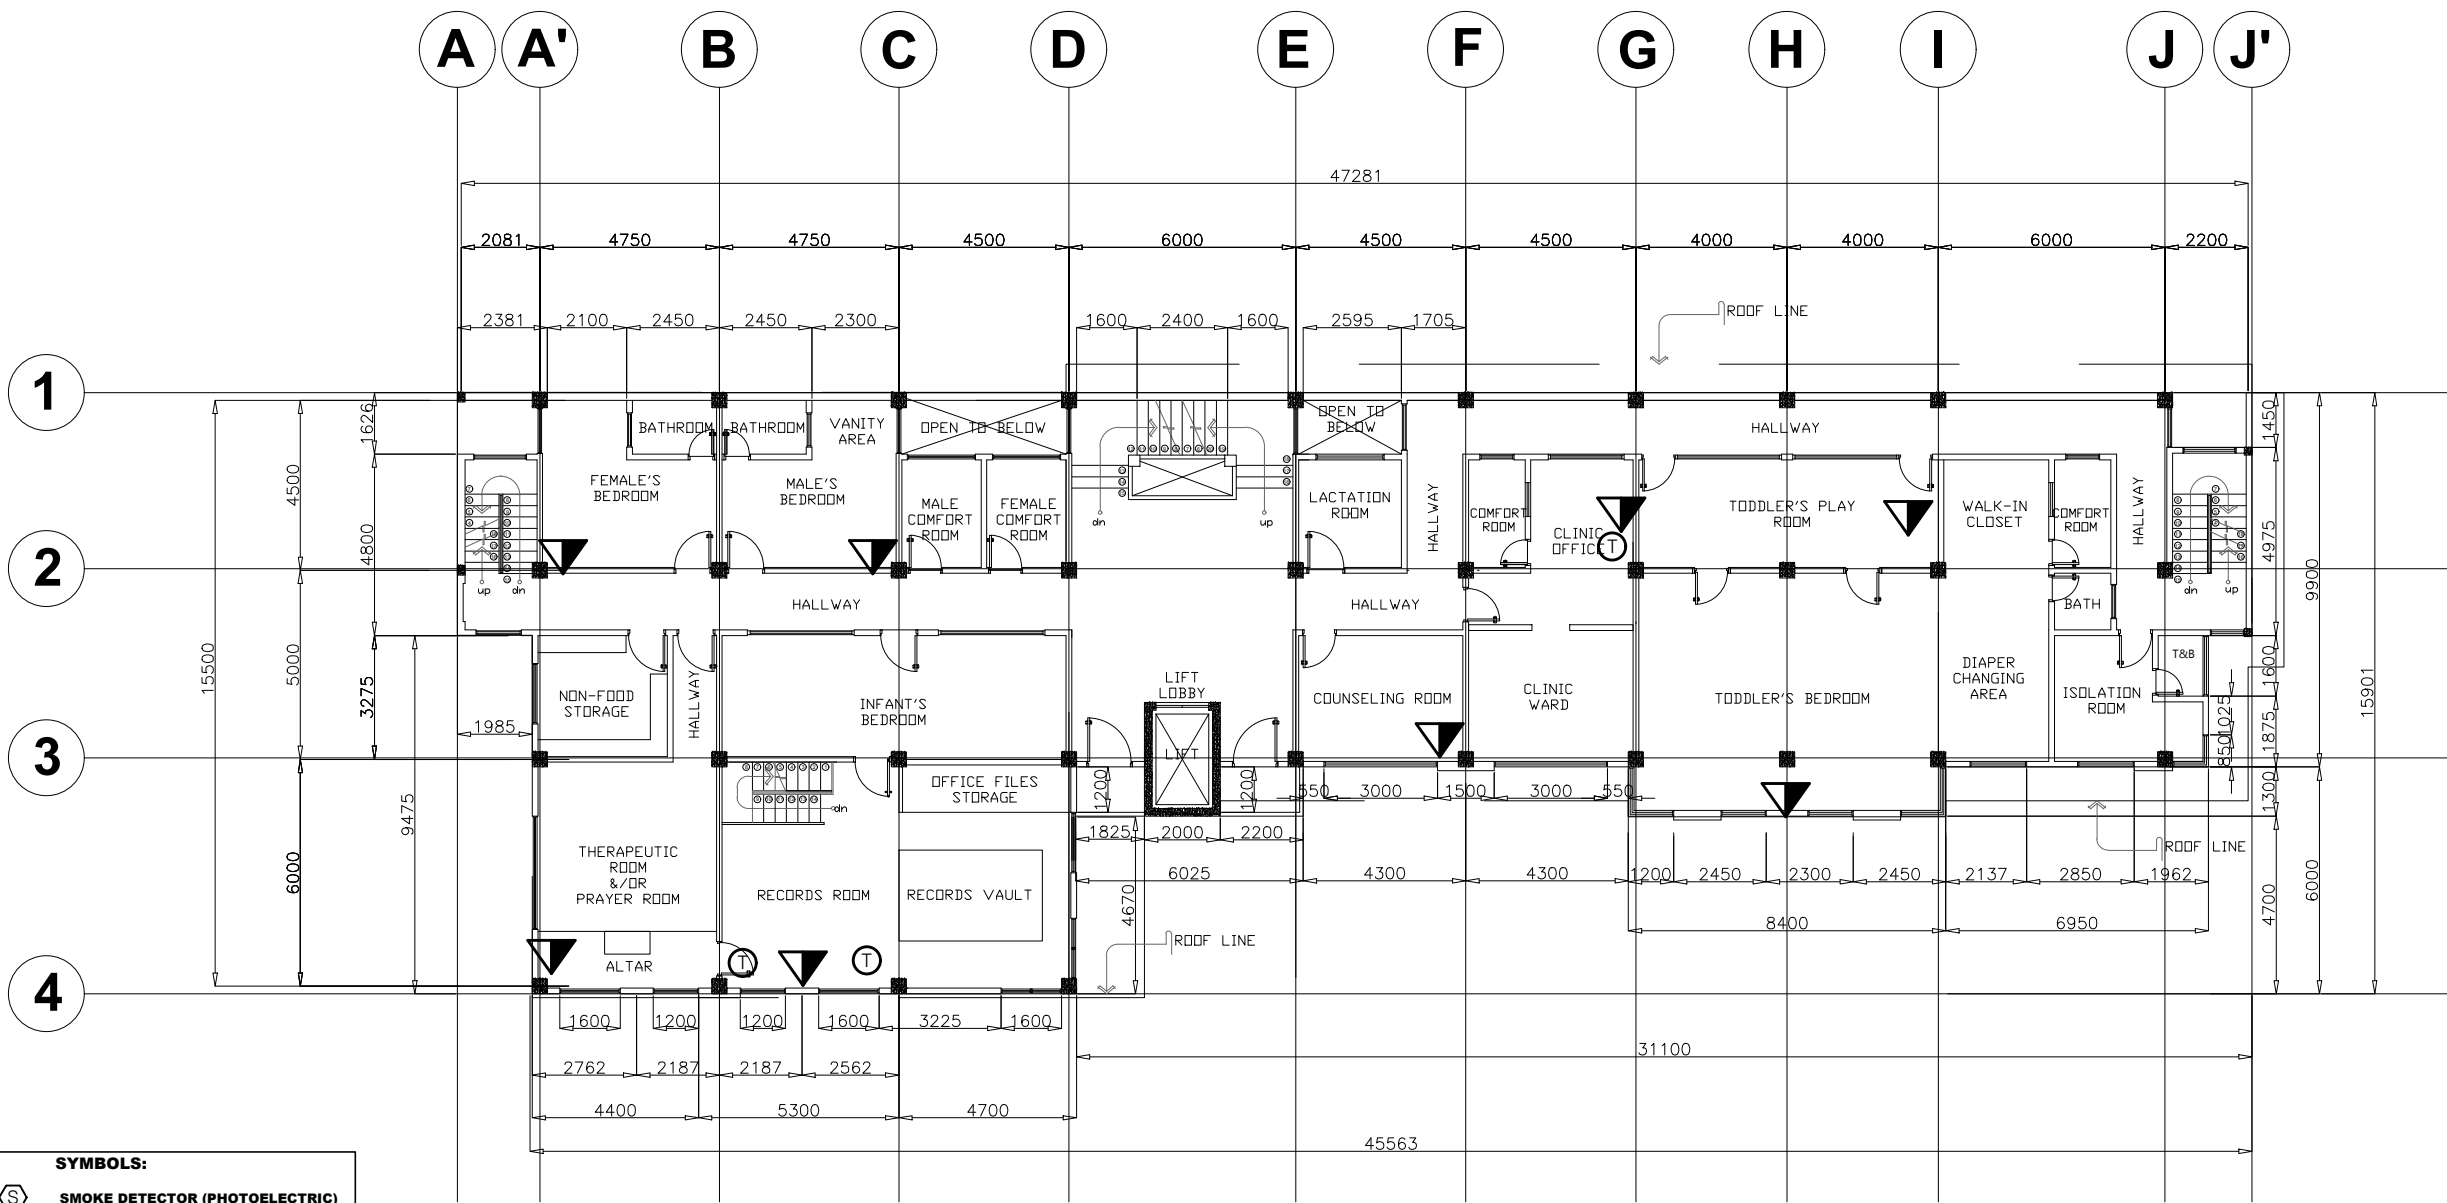 A A' B C D E F G H I J J'
47281
2081 4750 4750 4500 6000 4500 4500 4000 4000 6000 2200
2381 2100 2450 2450 2300 1600 2400 1600 2595 1705
ROOF LINE
1
1626
4500
4800
15500
5000
3275
1985
9475
6000
BATHROOM
BATHROOM
VANITY
AREA
OPEN TO BELOW
OPEN TO
BELOW
HALLWAY
1450
FEMALE'S
BEDROOM
MALE'S
BEDROOM
MALE
COMFORT
ROOM
FEMALE
COMFORT
ROOM
dn
up
LACTATION
ROOM
HALLWAY
COMFORT
ROOM
CLINIC
OFFICE
T
TODDLER'S PLAY
ROOM
WALK-IN
CLOSET
COMFORT
ROOM
HALLWAY
4975
9900
15901
2
up dn
HALLWAY
HALLWAY
BATH
dn up
NON-FOOD
STORAGE
HALLWAY
INFANT'S
BEDROOM
LIFT
LOBBY
LIFT
COUNSELING ROOM
CLINIC
WARD
TODDLER'S BEDROOM
DIAPER
CHANGING
AREA
ISOLATION
ROOM
T&B
1600
1025
1875
850
1300
3
dn
OFFICE FILES
STORAGE
1200 1200
550 3000 1500 3000 550
1825 2000 2200
6025 4300 4300 1200 2450 2300 2450 2137 2850 1962
8400 6950
4670
4700
6000
ROOF LINE
THERAPEUTIC
ROOM
&/OR
PRAYER ROOM
RECORDS ROOM
RECORDS VAULT
ROOF LINE
ALTAR
T
T
4
1600 1200 1200 1600 3225 1600
31100
2762 2187 2187 2562
4400 5300 4700
45563
SYMBOLS:
S SMOKE DETECTOR (PHOTOELECTRIC)